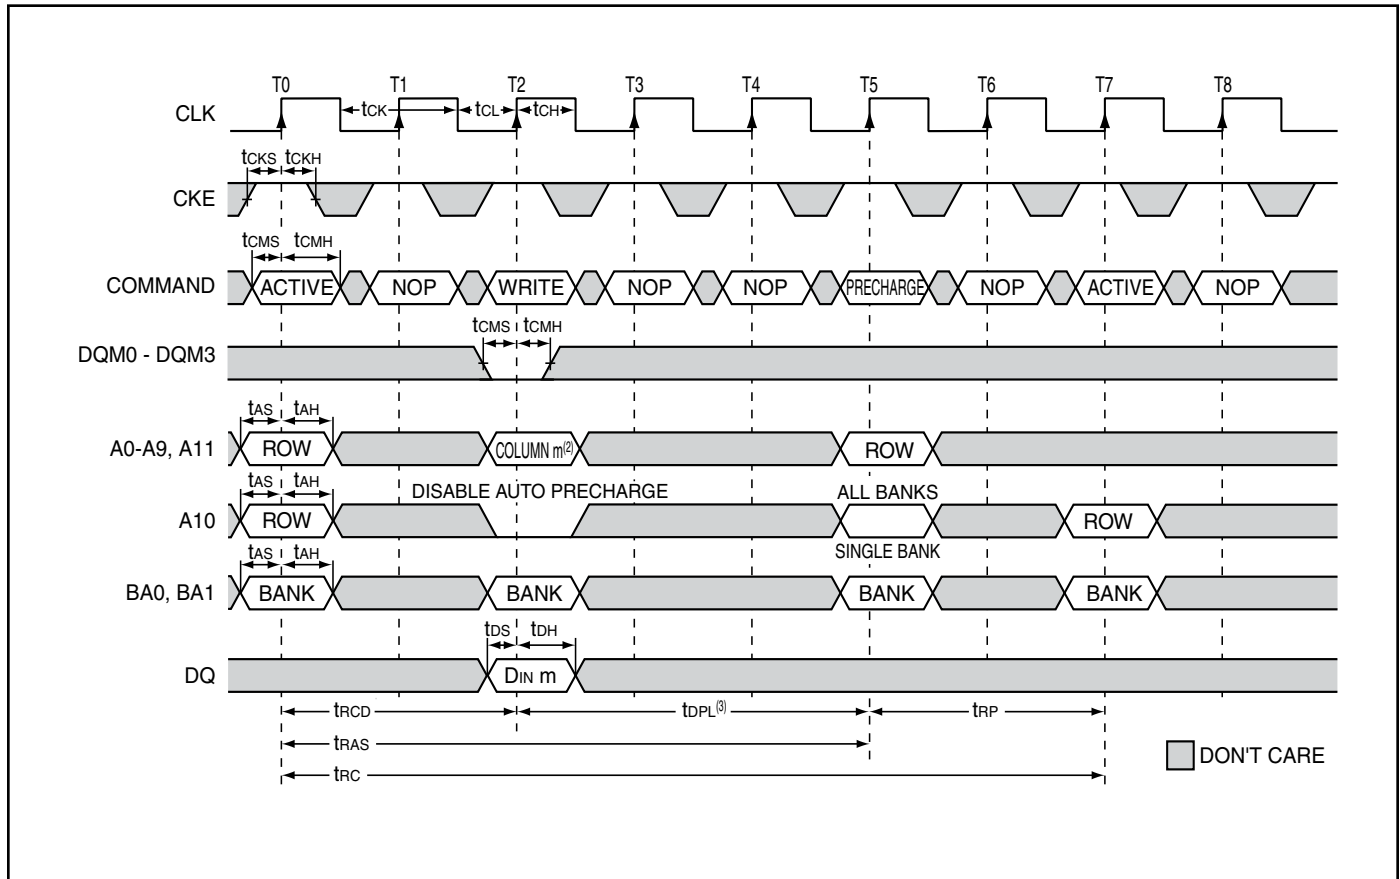 T0 T1 T2 T3 T4 T5 T6 T7 T8
CLK tCK tCL tCH
tCKS tCKH
CKE
tCMS tCMH
COMMAND ACTIVE NOP WRITE NOP NOP PRECHARGE NOP ACTIVE NOP
tCMS tCMH
DQM0 - DQM3
tAS tAH
A0-A9, A11 ROW COLUMN m(2) ROW
tAS tAH DISABLE AUTO PRECHARGE ALL BANKS
A10 ROW ROW
tAS tAH SINGLE BANK
BA0, BA1 BANK BANK BANK BANK
tDS tDH
DQ DIN m
tRCD tDPL(3) tRP
tRAS
DON'T CARE
tRC